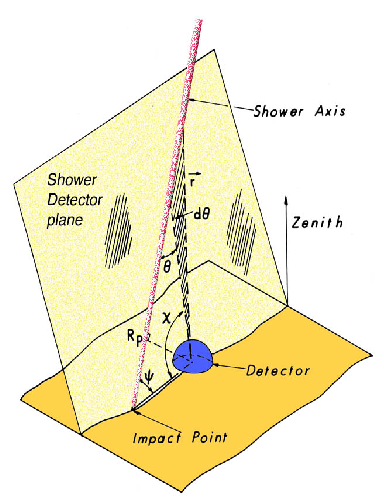 Shower Axis
Shower
Detector
plane
r
dθ
Zenith
θ
χ
Rp
ψ
Detector
Impact Point